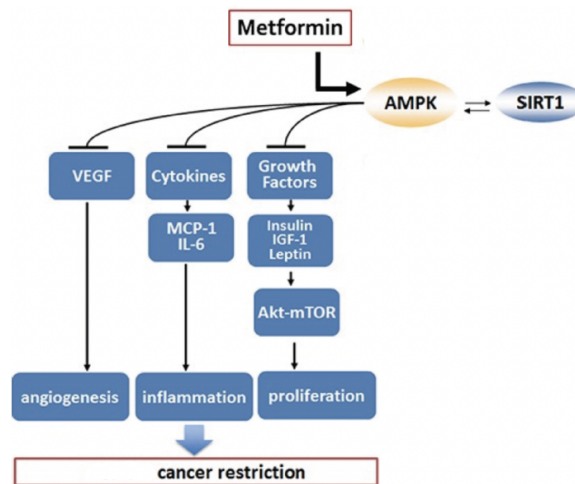 Metformin
AMPK
SIRT1
VEGF
Cytokines
Growth
Factors
MCP-1
IL-6
Insulin
IGF-1
Leptin
Akt-mTOR
angiogenesis
inflammation
proliferation
cancer restriction